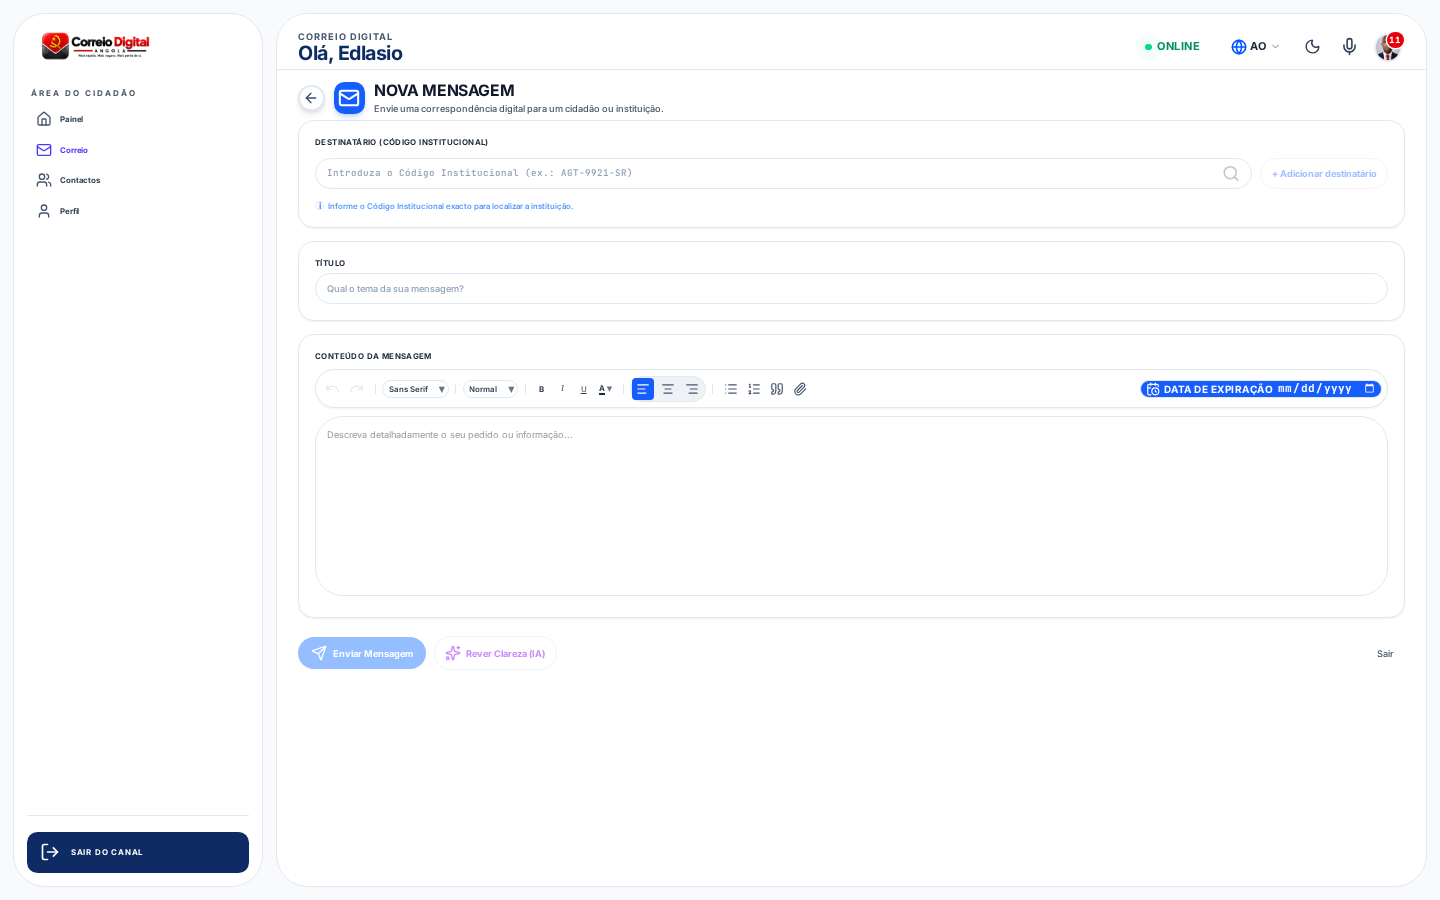 Correio Digital
ANGOLA
ÁREA DO CIDADÃO
Painel
Correio
Contactos
Perfil
SAIR DO CANAL
CORREIO DIGITAL
Olá, Edlasio
ONLINE
AO
11
NOVA MENSAGEM
Envie uma correspondência digital para um cidadão ou instituição.
DESTINATÁRIO (CÓDIGO INSTITUCIONAL)
Introduza o Código Institucional (ex.: AGT-9921-SR)
+ Adicionar destinatário
Informe o Código Institucional exacto para localizar a instituição.
TÍTULO
Qual o tema da sua mensagem?
CONTEÚDO DA MENSAGEM
Sans Serif ▼ Normal ▼ B I U A ▼ DATA DE EXPIRAÇÃO mm/dd/yyyy
Descreva detalhadamente o seu pedido ou informação...
Enviar Mensagem
Rever Clareza (IA)
Sair